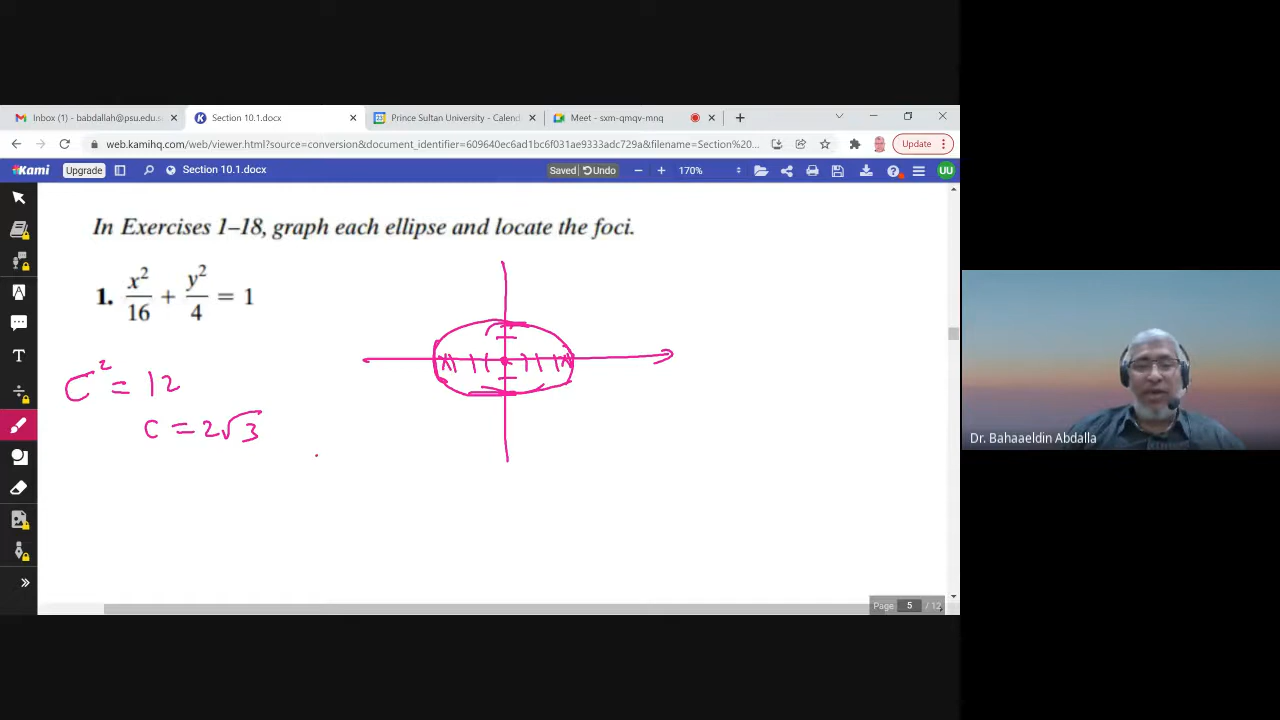 Inbox (1) - babdallah@psu.edu.s
Section 10.1.docx
Prince Sultan University - Calend
Meet - sxm-qmqv-mnq
web.kamihq.com/web/viewer.html?source=conversion&document_identifier=609640ec6ad1bc6f031ae9333adc729a&filename=Section%20...
Update
Kami
Upgrade
Section 10.1.docx
Saved
Undo
170%
UU
In Exercises 1–18, graph each ellipse and locate the foci.
1. x²/16 + y²/4 = 1
c² = 12
c = 2√3
Dr. Bahaaeldin Abdalla
Page 5 / 12